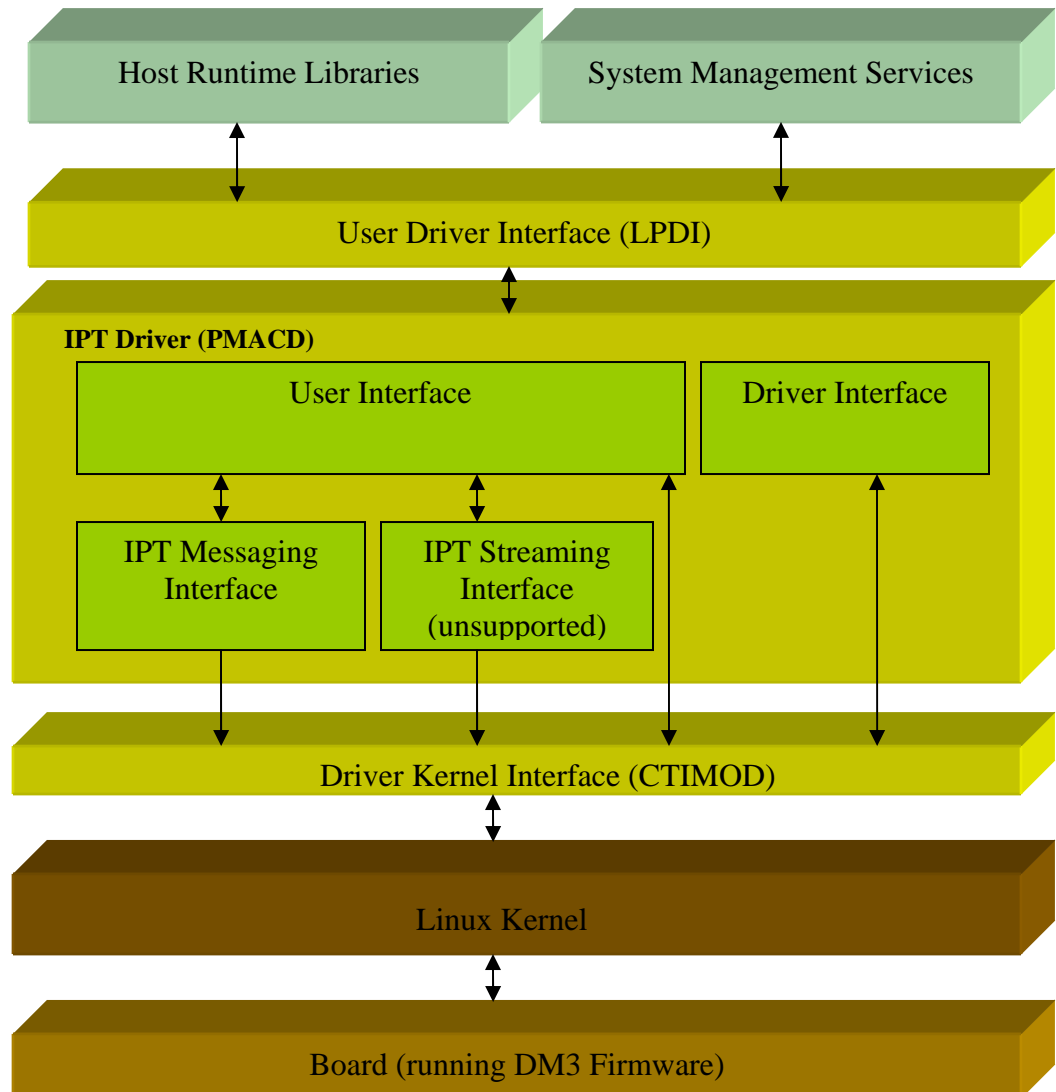 Host Runtime Libraries
System Management Services
User Driver Interface (LPDI)
IPT Driver (PMACD)
User Interface
Driver Interface
IPT Messaging
Interface
IPT Streaming
Interface
(unsupported)
Driver Kernel Interface (CTIMOD)
Linux Kernel
Board (running DM3 Firmware)